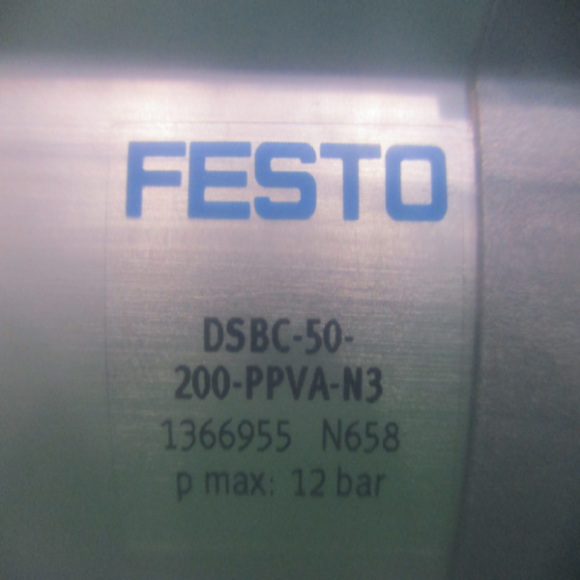 FESTO
DSBC-50-
200-PPVA-N3
1366955 N658
p max: 12 bar